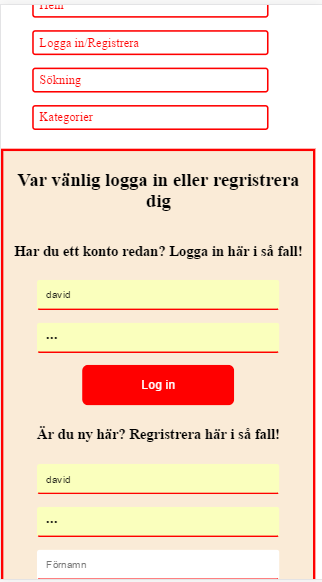 Hem
Logga in/Registrera
Sökning
Kategorier
Var vänlig logga in eller regristrera
dig
Har du ett konto redan? Logga in här i så fall!
david
•••
Log in
Är du ny här? Regristrera här i så fall!
david
•••
Förnamn